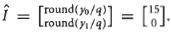 Î = [round(y₀/q) round(y₁/q)] = [15 0].